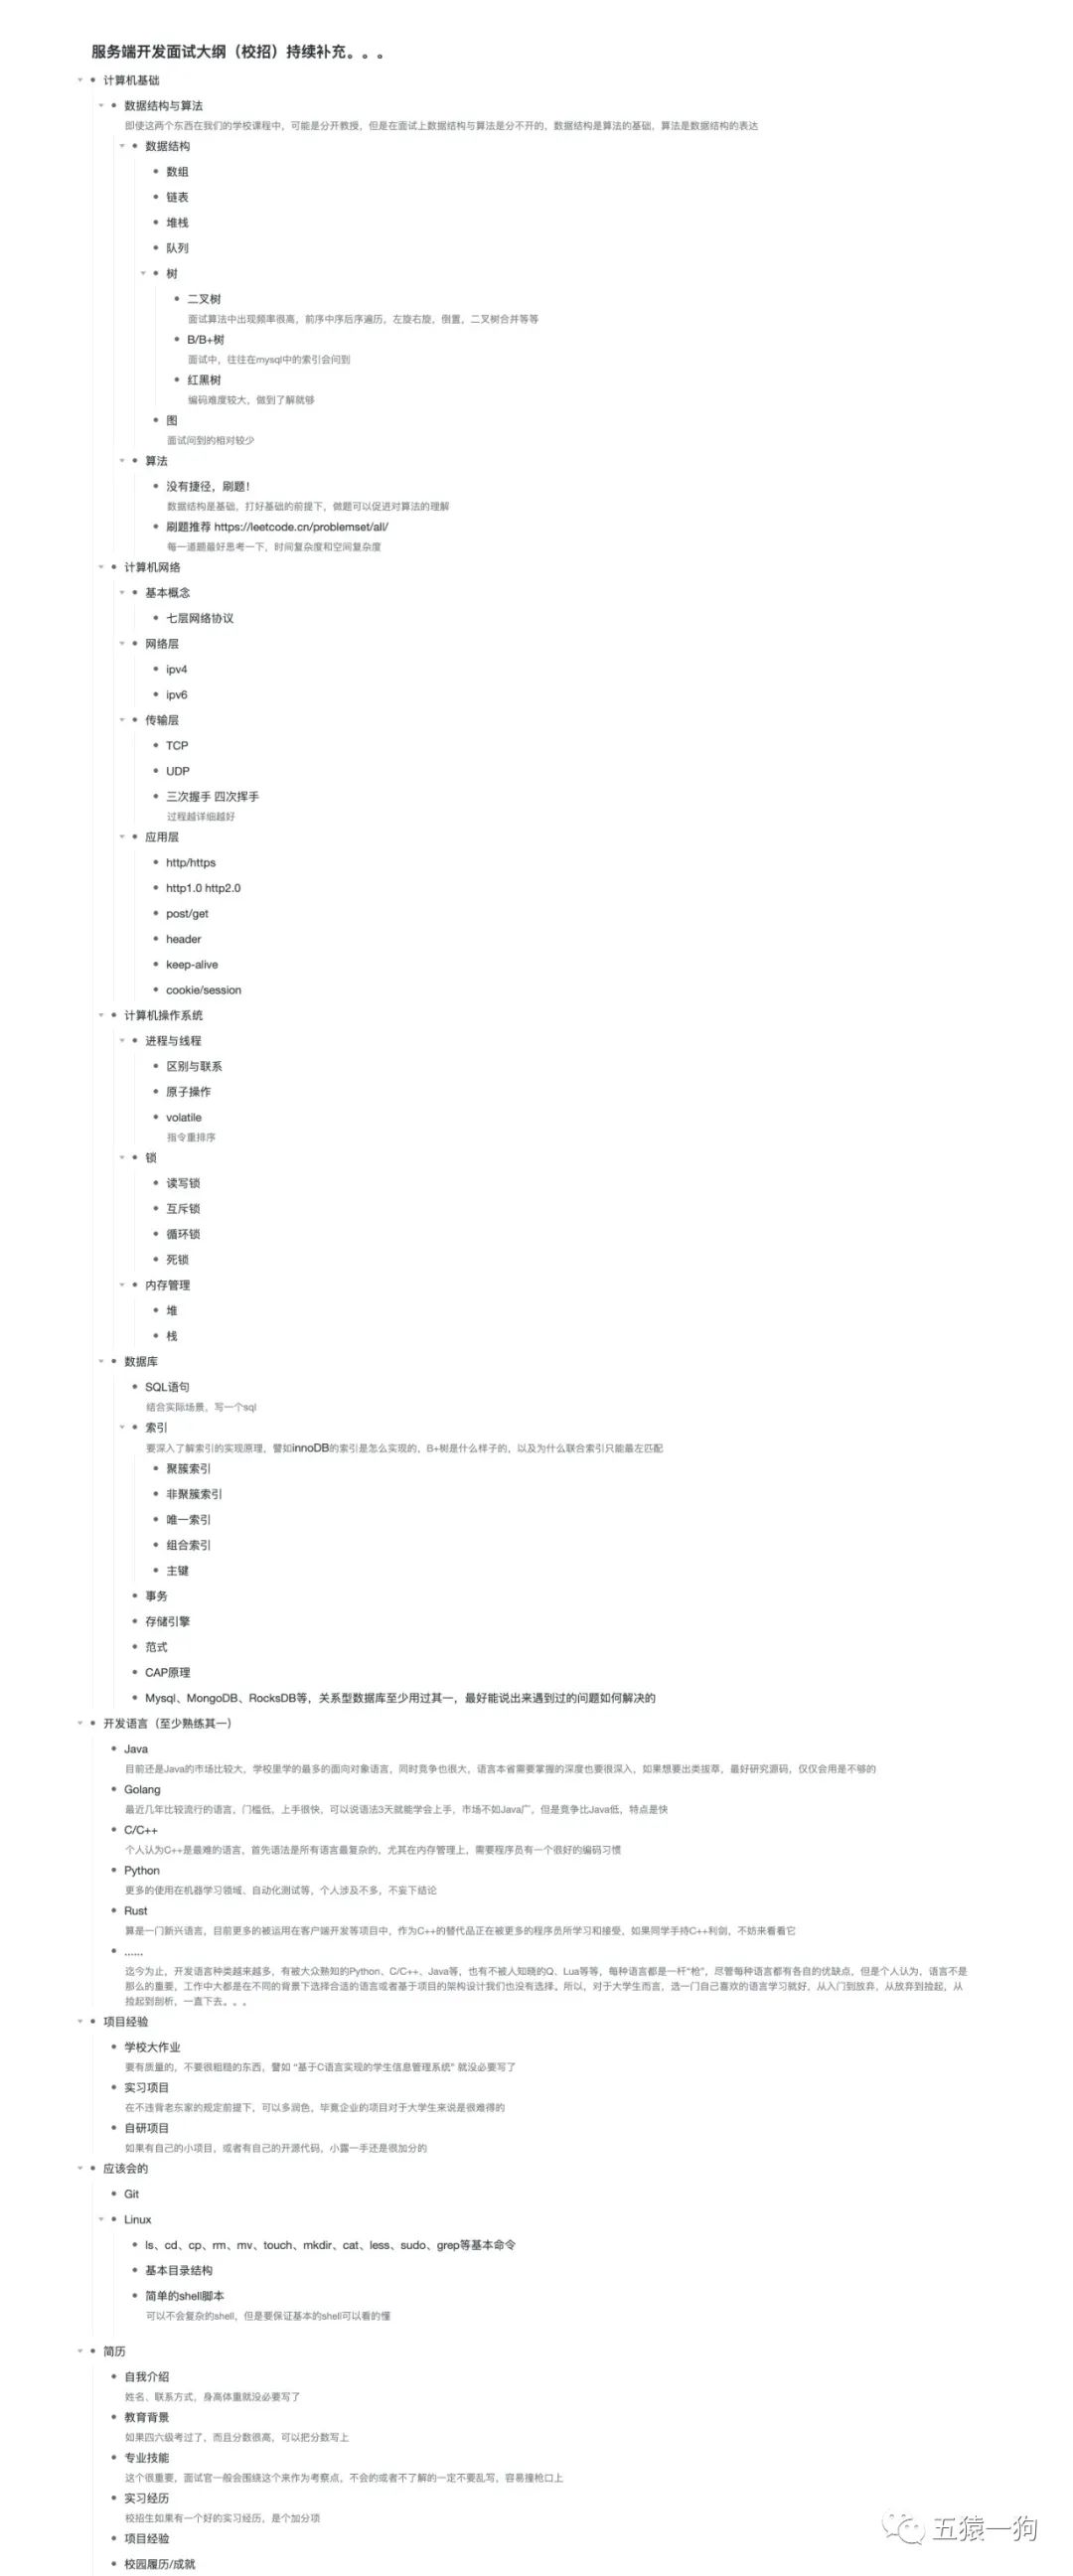 服务端开发面试大纲（校招）持续补充。。。
计算机基础
数据结构与算法
即使这两个东西在我们的学校课程中，可能是分开教授，但是在面试上数据结构与算法是分不开的，数据结构是算法的基础，算法是数据结构的表达
数据结构
数组
链表
堆栈
队列
树
二叉树
面试算法中出现频率很高，前序中序后序遍历，左旋右旋，倒置，二叉树合并等等
B/B+树
面试中，往往在mysql中的索引会问到
红黑树
编码难度较大，做到了解就够
图
面试问到的相对较少
算法
没有捷径，刷题！
数据结构是基础，打好基础的前提下，做题可以促进对算法的理解
刷题推荐 https://leetcode.cn/problemset/all/
每一道题最好思考一下，时间复杂度和空间复杂度
计算机网络
基本概念
七层网络协议
网络层
ipv4
ipv6
传输层
TCP
UDP
三次握手 四次挥手
过程越详细越好
应用层
http/https
http1.0 http2.0
post/get
header
keep-alive
cookie/session
计算机操作系统
进程与线程
区别与联系
原子操作
volatile
指令重排序
锁
读写锁
互斥锁
循环锁
死锁
内存管理
堆
栈
数据库
SQL语句
结合实际场景，写一个sql
索引
要深入了解索引的实现原理，譬如innoDB的索引是怎么实现的，B+树是什么样子的，以及为什么联合索引只能最左匹配
聚簇索引
非聚簇索引
唯一索引
组合索引
主键
事务
存储引擎
范式
CAP原理
Mysql、MongoDB、RocksDB等，关系型数据库至少用过其一，最好能说出来遇到过的问题如何解决的
开发语言（至少熟练其一）
Java
目前还是Java的市场比较大，学校里学的最多的面向对象语言，同时竞争也很大，语言本省需要掌握的深度也要很深入，如果想要出类拔萃，最好研究源码，仅仅会用是不够的
Golang
最近几年比较流行的语言，门槛低，上手很快，可以说语法3天就能学会上手，市场不如Java广，但是竞争比Java低，特点是快
C/C++
个人认为C++是最难的语言，首先语法是所有语言最复杂的，尤其在内存管理上，需要程序员有一个很好的编码习惯
Python
更多的使用在机器学习领域、自动化测试等，个人涉及不多，不妄下结论
Rust
算是一门新兴语言，目前更多的被运用在客户端开发等项目中，作为C++的替代品正在被更多的程序员所学习和接受，如果同学手持C++利剑，不妨来看看它
......
迄今为止，开发语言种类越来越多，有被大众熟知的Python、C/C++、Java等，也有不被人知晓的Q、Lua等等，每种语言都是一杆“枪”，尽管每种语言都有各自的优缺点，但是个人认为，语言不是
那么的重要，工作中大都是在不同的背景下选择合适的语言或者基于项目的架构设计我们也没有选择。所以，对于大学生而言，选一门自己喜欢的语言学习就好，从入门到放弃，从放弃到捡起，从
捡起到剖析，一直下去。。。
项目经验
学校大作业
要有质量的，不要很粗糙的东西，譬如 “基于C语言实现的学生信息管理系统” 就没必要写了
实习项目
在不违背老东家的规定前提下，可以多润色，毕竟企业的项目对于大学生来说是很难得的
自研项目
如果有自己的小项目，或者有自己的开源代码，小露一手还是很加分的
应该会的
Git
Linux
ls、cd、cp、rm、mv、touch、mkdir、cat、less、sudo、grep等基本命令
基本目录结构
简单的shell脚本
可以不会复杂的shell，但是要保证基本的shell可以看的懂
简历
自我介绍
姓名、联系方式，身高体重就没必要写了
教育背景
如果四六级考过了，而且分数很高，可以把分数写上
专业技能
这个很重要，面试官一般会围绕这个来作为考察点，不会的或者不了解的一定不要乱写，容易撞枪口上
实习经历
校招生如果有一个好的实习经历，是个加分项
项目经验
校园履历/成就
五猿一狗